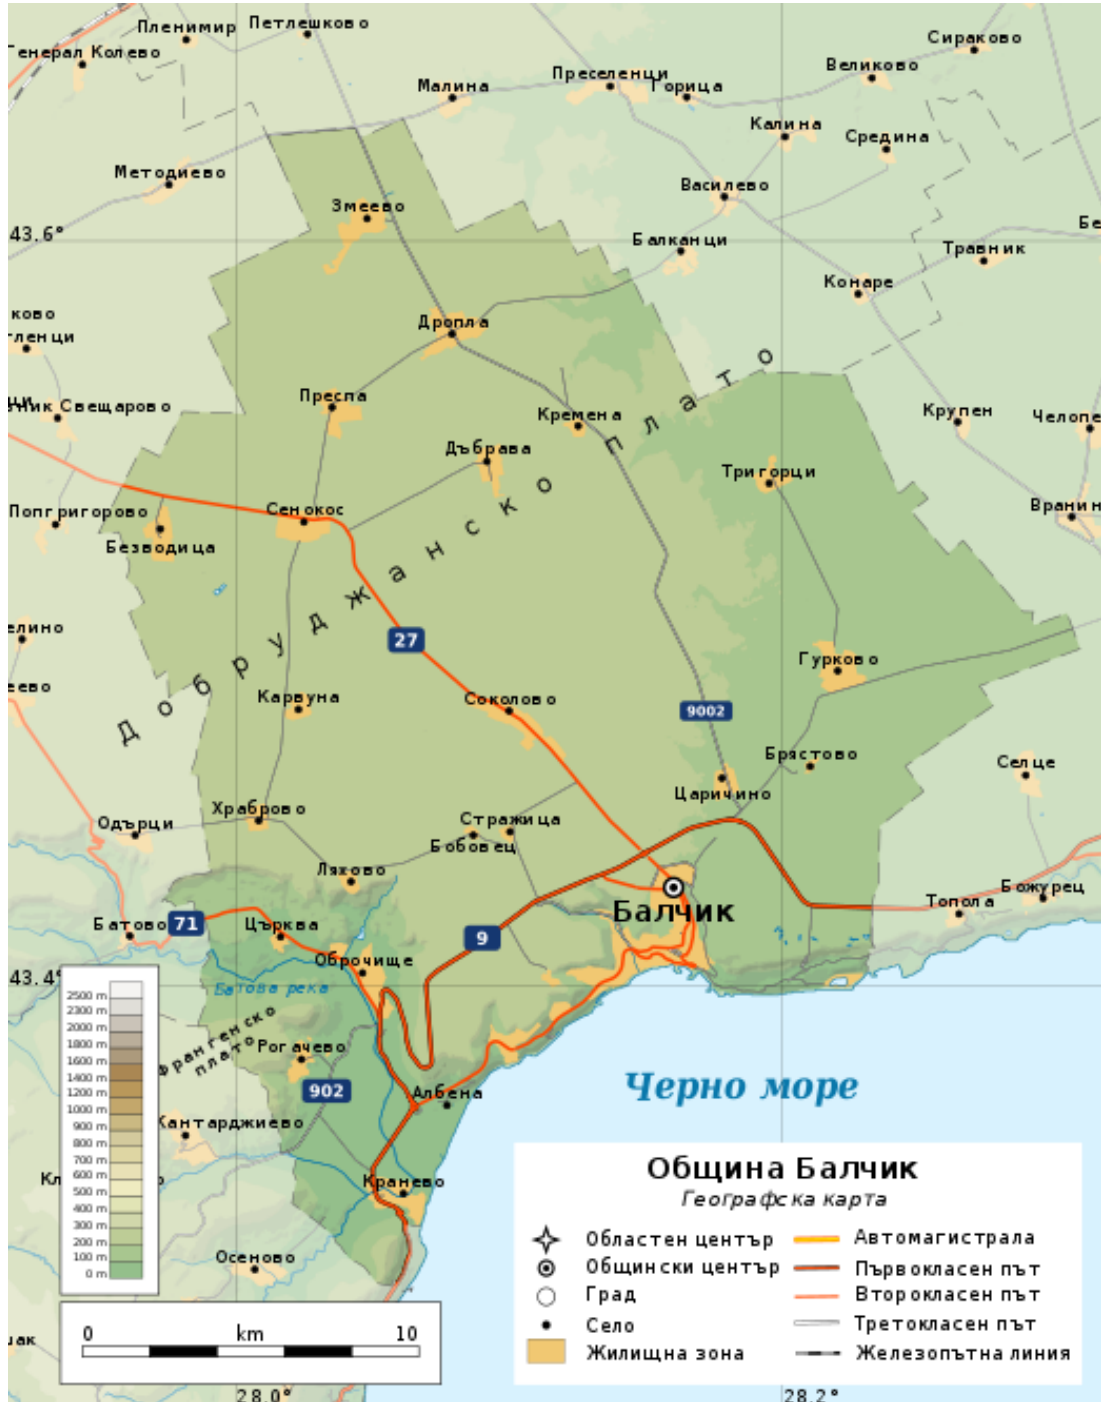 Пленимир
Петлешково
Генерал Колево
Сираково
Преселенци
Великово
Малина
Горица
Калина
Средина
Методиево
Василево
Змеево
43.6°
Балканци
Травник
Конаре
Дропла
Преспа
Свещарово
Кремена
Крупен
Дъбрава
Тригорци
Попгригорово
Сенокос
Безводица
Добруджанско плато
27
Гурково
Карвуна
Соколово
9002
Брястово
Селце
Царичино
Храброво
Одърци
Стражица
Бобовец
Ляхово
Божурец
Топола
Балчик
Батово
71
Църква
9
Оброчище
43.4°
Батова река
Франгенско
плато
Рогачево
902
Албена
Черно море
Кантарджиево
Кранево
Осеново
2500 m
2300 m
2000 m
1800 m
1600 m
1400 m
1200 m
1000 m
900 m
800 m
700 m
600 m
500 m
400 m
300 m
200 m
100 m
0 m
Община Балчик
Географска карта
Областен център
Автомагистрала
Общински център
Първокласен път
Град
Второкласен път
Село
Третокласен път
Жилищна зона
Железопътна линия
0 km 10
28.0°
28.2°